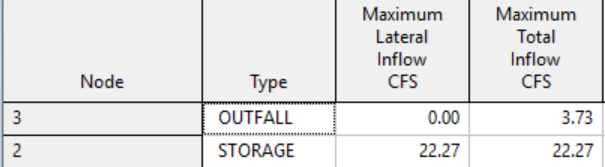 Node Type Maximum Lateral Inflow CFS Maximum Total Inflow CFS
3 OUTFALL 0.00 3.73
2 STORAGE 22.27 22.27